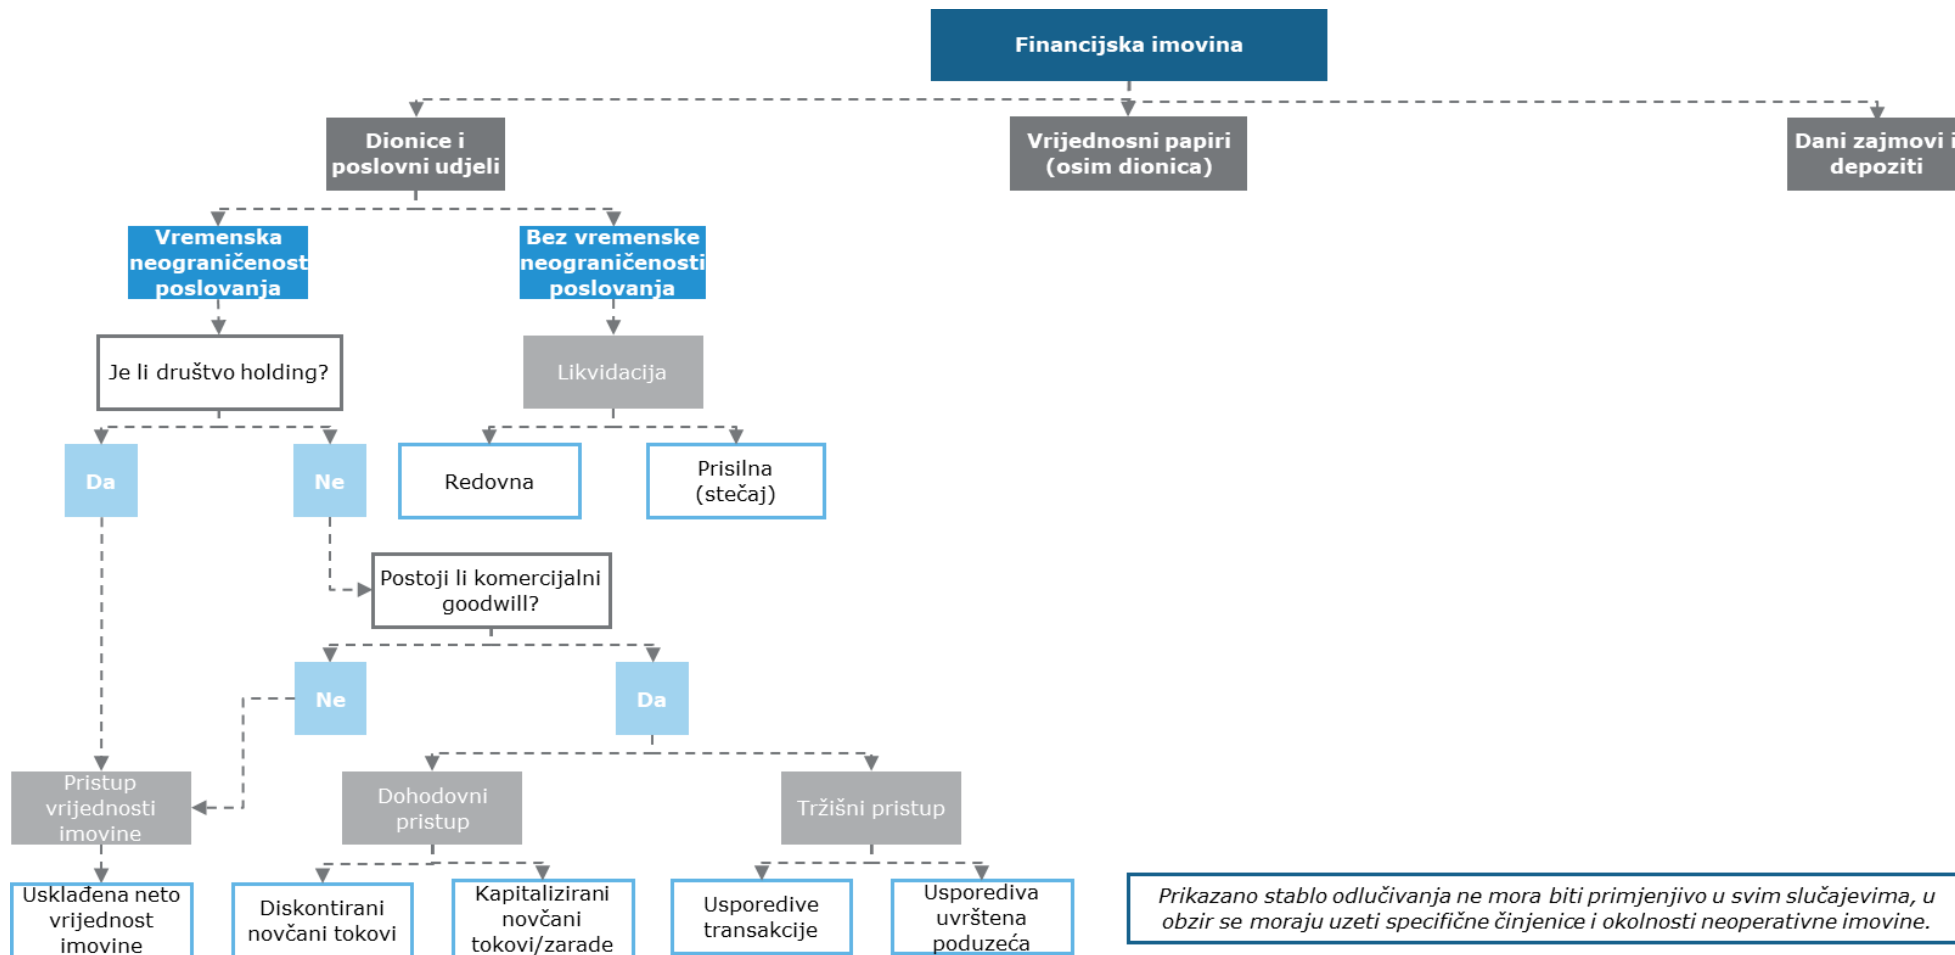 Financijska imovina
Dionice i
poslovni udjeli
Vrijednosni papiri
(osim dionica)
Dani zajmovi i
depoziti
Vremenska
neograničenost
poslovanja
Bez vremenske
neograničenosti
poslovanja
Je li društvo holding?
Likvidacija
Da
Ne
Redovna
Prisilna
(stečaj)
Postoji li komercijalni
goodwill?
Ne
Da
Pristup
vrijednosti
imovine
Dohodovni
pristup
Tržišni pristup
Usklađena neto
vrijednost
imovine
Diskontirani
novčani tokovi
Kapitalizirani
novčani
tokovi/zarade
Usporedive
transakcije
Usporediva
uvrštena
poduzeća
Prikazano stablo odlučivanja ne mora biti primjenjivo u svim slučajevima, u
obzir se moraju uzeti specifične činjenice i okolnosti neoperativne imovine.